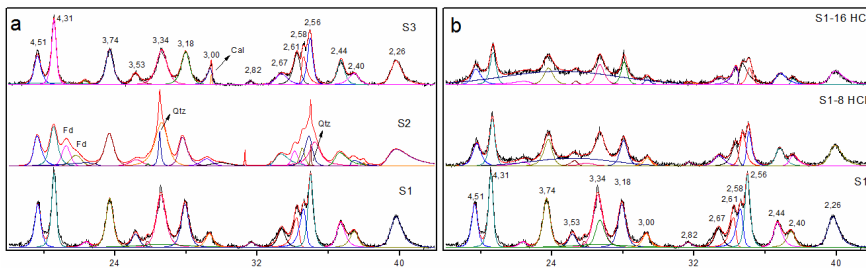 a
4,51
4,31
3,74
3,53
3,34
3,18
3,00
Cal
2,82
2,67
2,61
2,58
2,56
2,44
2,40
2,26
S3
Fd
Fd
Qtz
Qtz
S2
S1
24
32
40
b
S1-16 HC
S1-8 HCl
4,51
4,31
3,74
3,53
3,34
3,18
3,00
2,82
2,67
2,61
2,58
2,56
2,44
2,40
2,26
S1
24
32
40